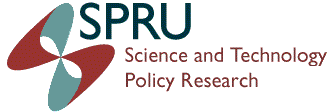 SPRU
Science and Technology
Policy Research